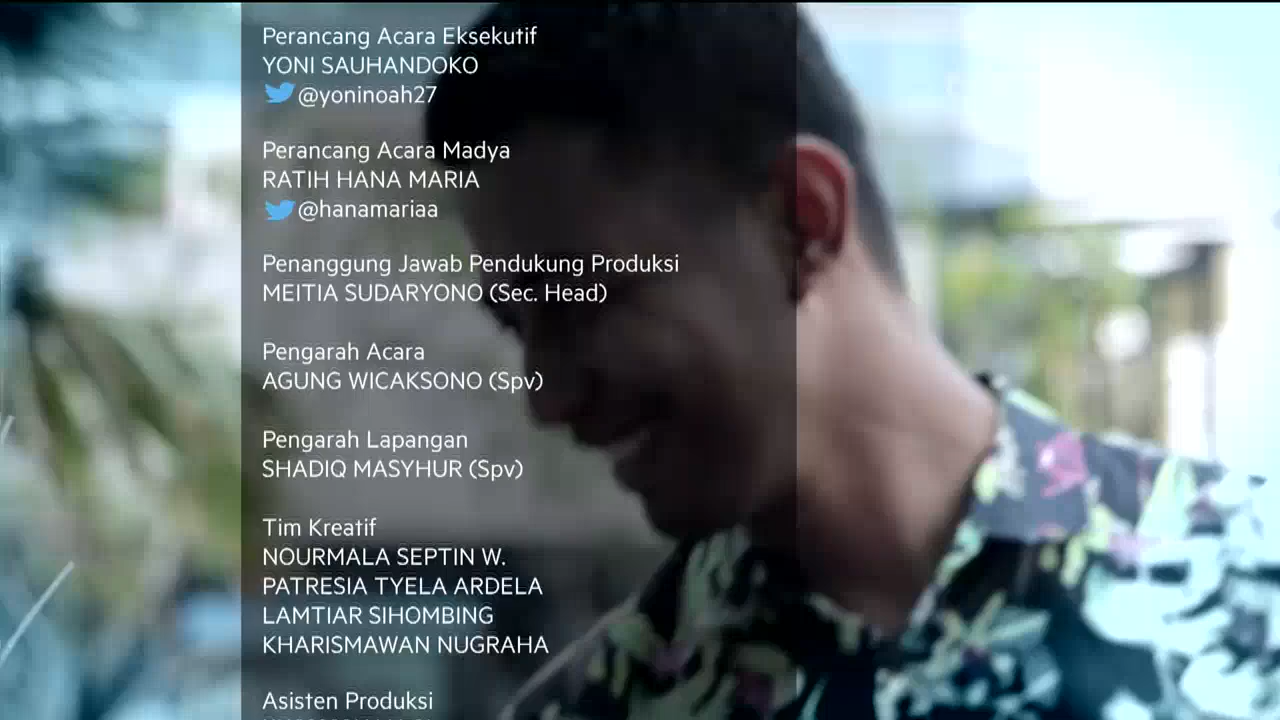 Perancang Acara Eksekutif
YONI SAUHANDOKO
@yoninoah27
Perancang Acara Madya
RATIH HANA MARIA
@hanamariaa
Penanggung Jawab Pendukung Produksi
MEITIA SUDARYONO (Sec. Head)
Pengarah Acara
AGUNG WICAKSONO (Spv)
Pengarah Lapangan
SHADIQ MASYHUR (Spv)
Tim Kreatif
NOURMALA SEPTIN W.
PATRESIA TYELA ARDELA
LAMTIAR SIHOMBING
KHARISMAWAN NUGRAHA
Asisten Produksi